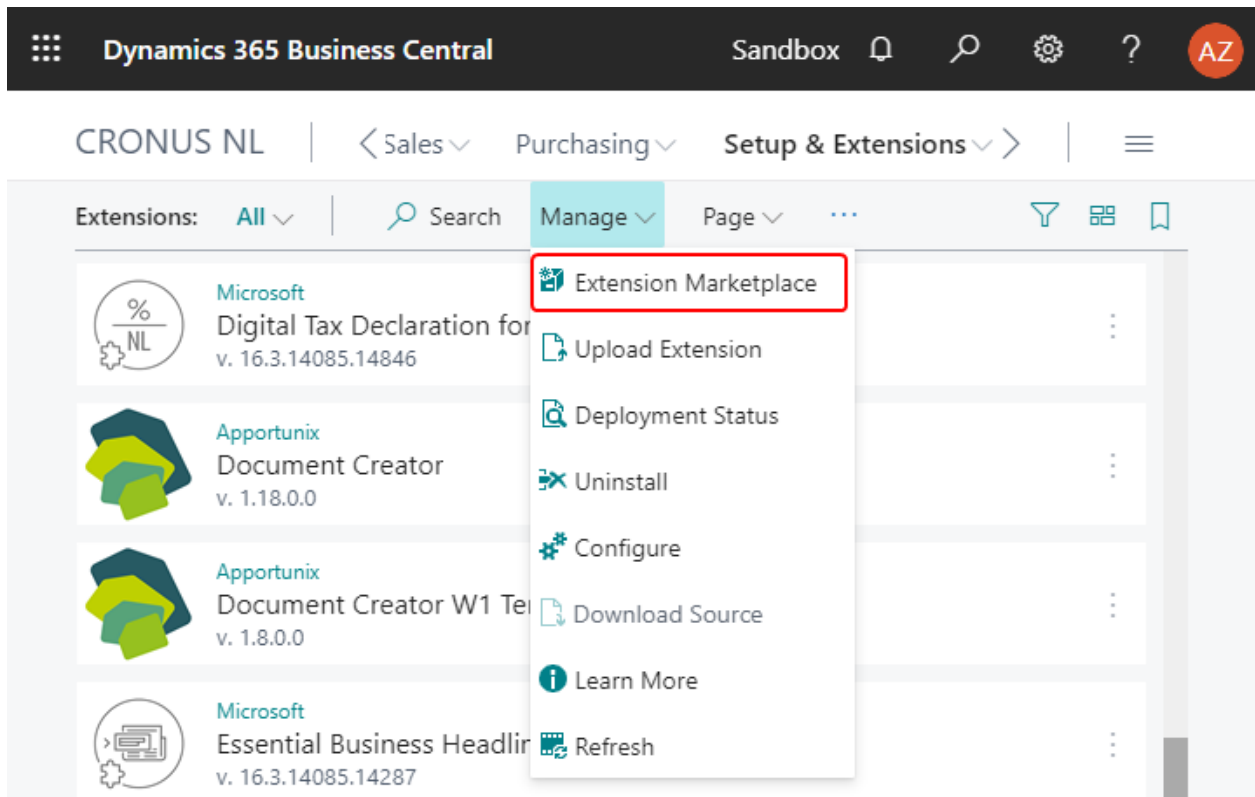 Dynamics 365 Business Central Sandbox ? AZ
CRONUS NL Sales Purchasing Setup & Extensions
Extensions: All Search Manage Page ...
Extension Marketplace
Upload Extension
Deployment Status
Uninstall
Configure
Download Source
Learn More
Refresh
%
NL
Microsoft
Digital Tax Declaration for
v. 16.3.14085.14846
Apportunix
Document Creator
v. 1.18.0.0
Apportunix
Document Creator W1 Te
v. 1.8.0.0
Microsoft
Essential Business Headlin
v. 16.3.14085.14287